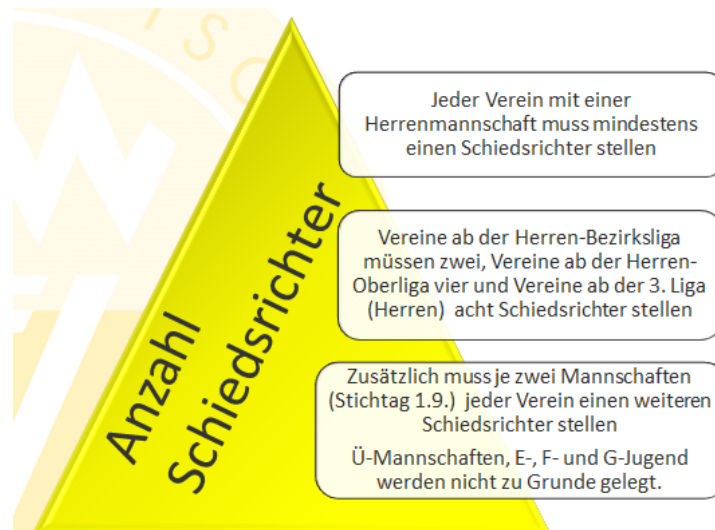 ISC
Jeder Verein mit einer
Herrenmannschaft muss mindestens
einen Schiedsrichter stellen
Anzahl
Schiedsrichter
Vereine ab der Herren-Bezirksliga
müssen zwei, Vereine ab der Herren-
Oberliga vier und Vereine ab der 3. Liga
(Herren) acht Schiedsrichter stellen
Zusätzlich muss je zwei Mannschaften
(Stichtag 1.9.) jeder Verein einen weiteren
Schiedsrichter stellen
Ü-Mannschaften, E-, F- und G-Jugend
werden nicht zu Grunde gelegt.